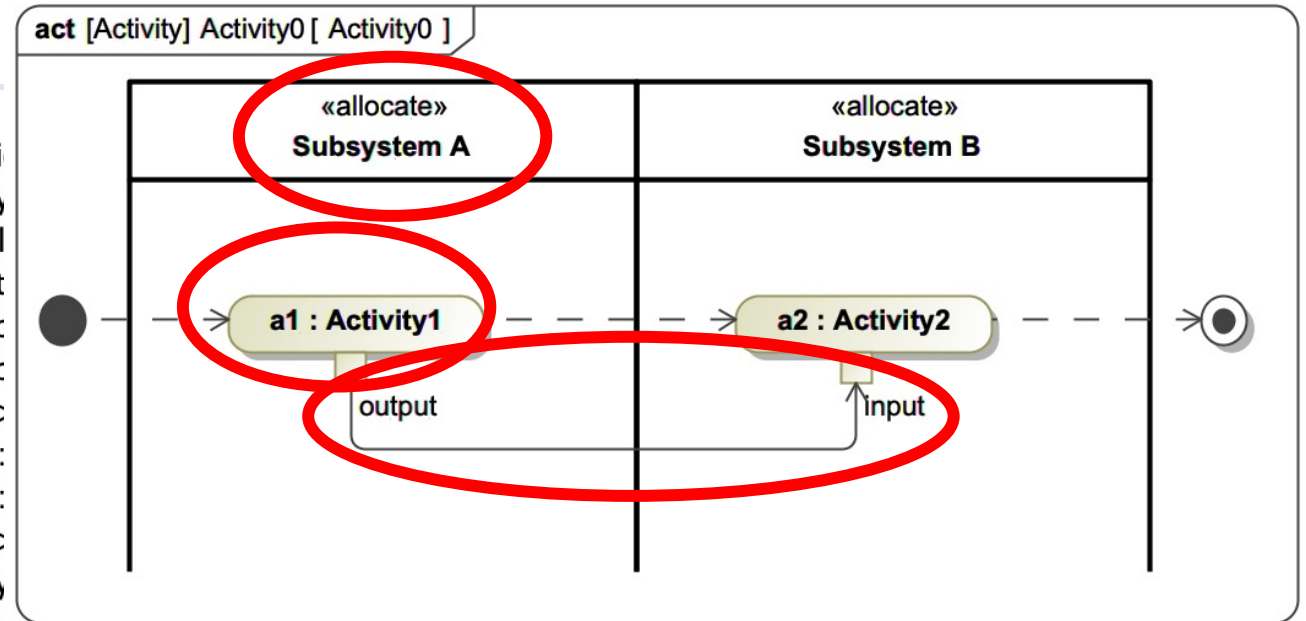 act [Activity] Activity0 [ Activity0 ]
«allocate»
Subsystem A
«allocate»
Subsystem B
a1 : Activity1
a2 : Activity2
output
input